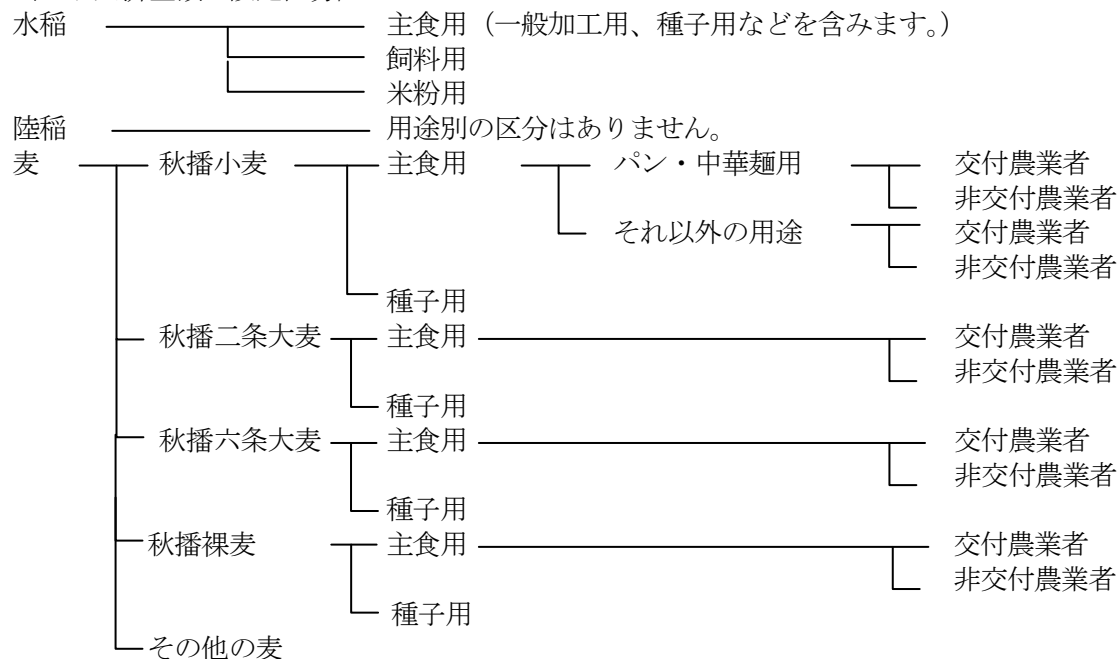 水稲 主食用（一般加工用、種子用などを含みます。）
飼料用
米粉用
陸稲 用途別の区分はありません。
麦 秋播小麦 主食用 パン・中華麺用 交付農業者
非交付農業者
それ以外の用途 交付農業者
非交付農業者
種子用
秋播二条大麦 主食用 交付農業者
非交付農業者
種子用
秋播六条大麦 主食用 交付農業者
非交付農業者
種子用
秋播裸麦 主食用 交付農業者
非交付農業者
種子用
その他の麦